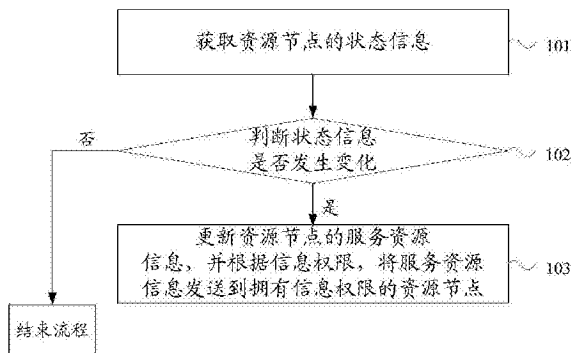 获取资源节点的状态信息
101
判断状态信息
是否发生变化
102
否
是
更新资源节点的服务资源
信息，并根据信息权限，将服务资源
信息发送到拥有信息权限的资源节点
103
结束流程